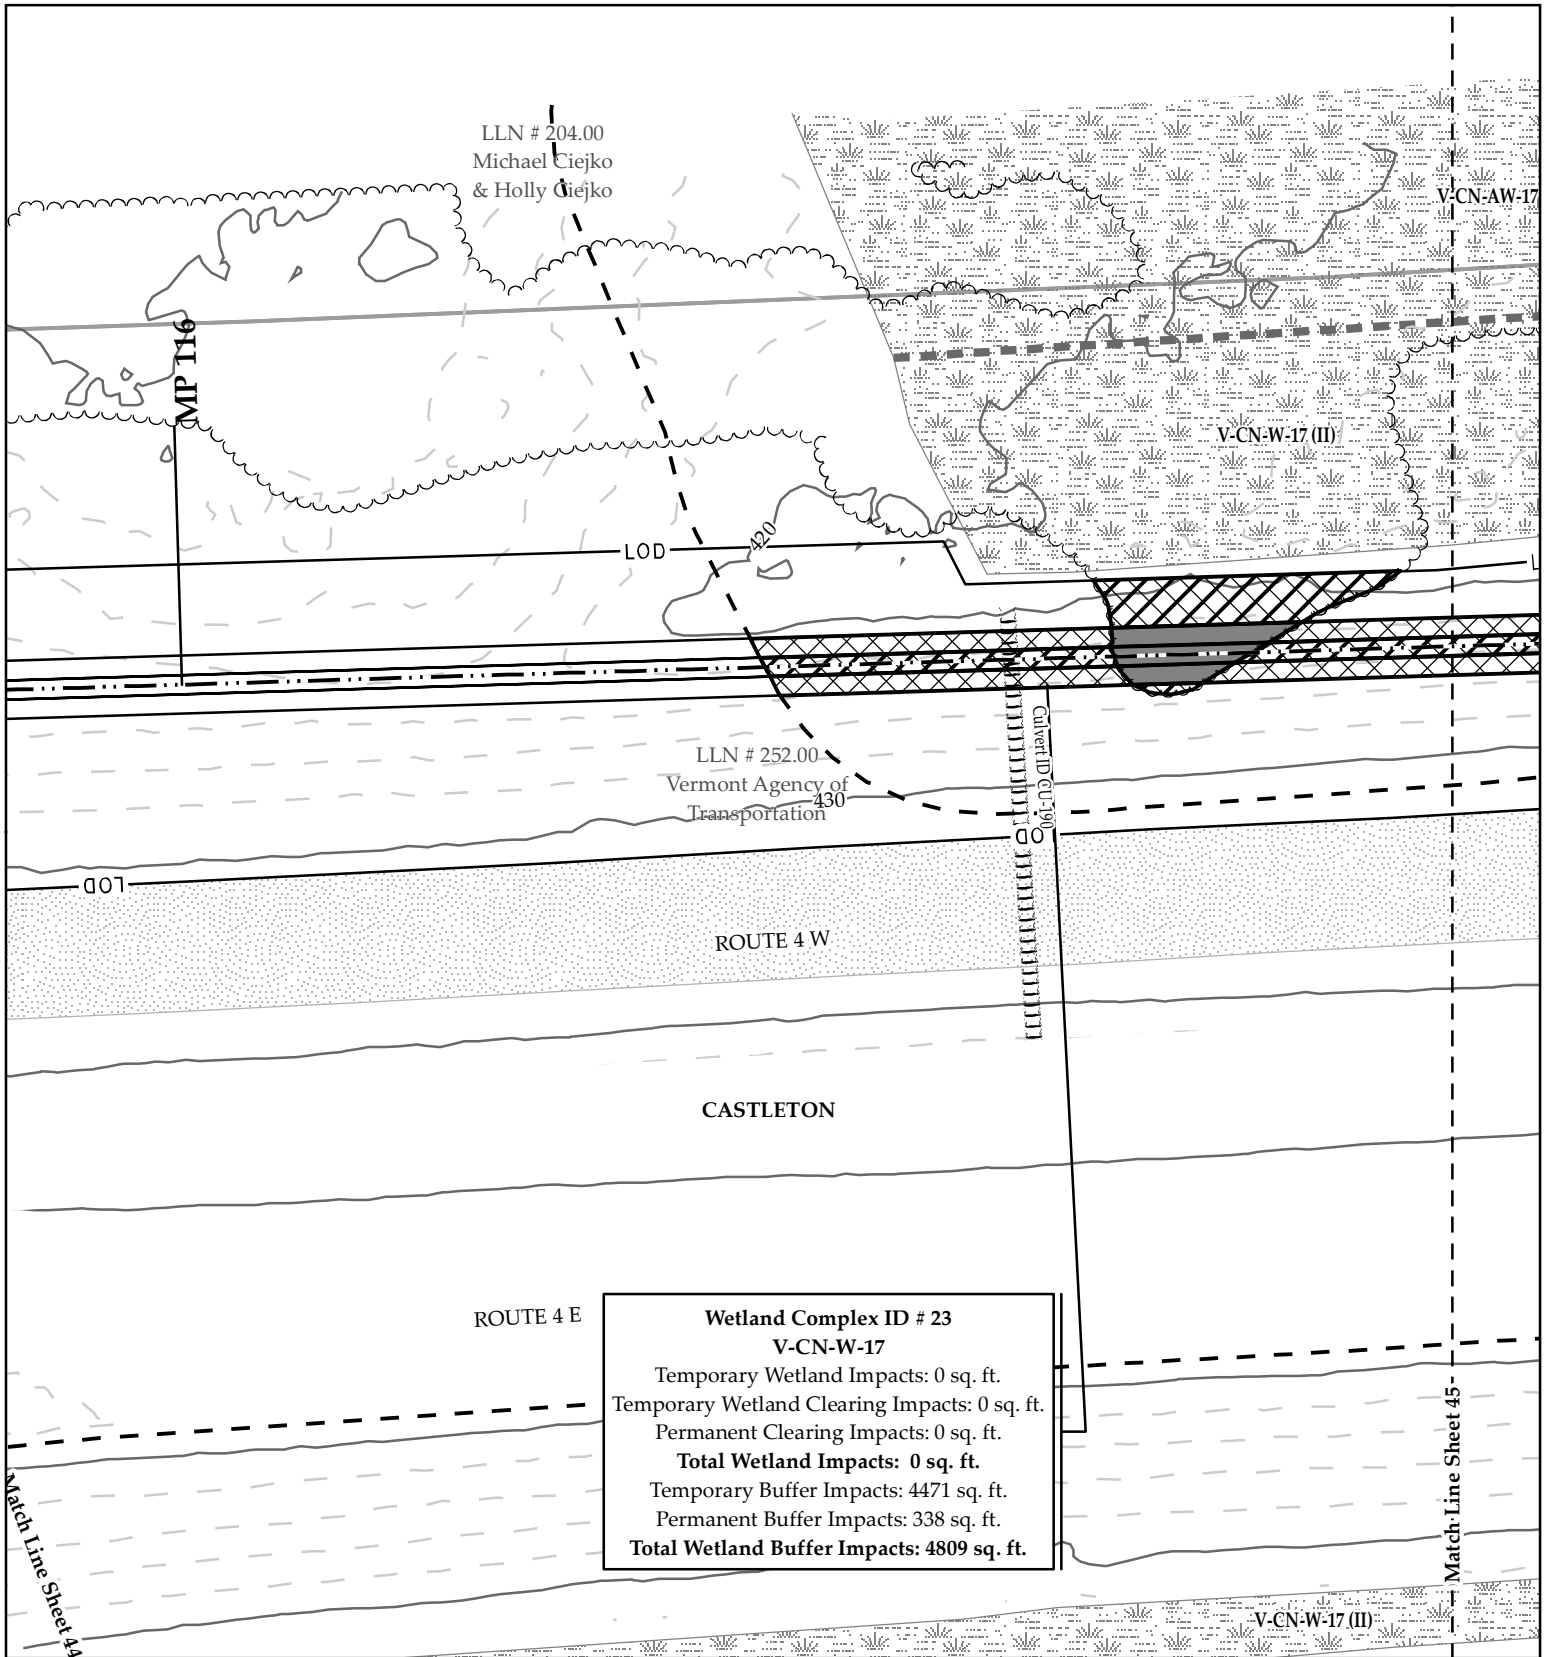 LLN # 204.00
Michael Ciejko
& Holly Ciejko
V-CN-AW-17
MP 116
V-CN-W-17 (II)
LOD
420
L
LLN # 252.00
Vermont Agency of
Transportation
430
Culvert ID CU-190
OD
LOD
ROUTE 4 W
CASTLETON
ROUTE 4 E
Wetland Complex ID # 23
V-CN-W-17
Temporary Wetland Impacts: 0 sq. ft.
Temporary Wetland Clearing Impacts: 0 sq. ft.
Permanent Clearing Impacts: 0 sq. ft.
Total Wetland Impacts: 0 sq. ft.
Temporary Buffer Impacts: 4471 sq. ft.
Permanent Buffer Impacts: 338 sq. ft.
Total Wetland Buffer Impacts: 4809 sq. ft.
Match Line Sheet 45
Match Line Sheet 44
V-CN-W-17 (II)